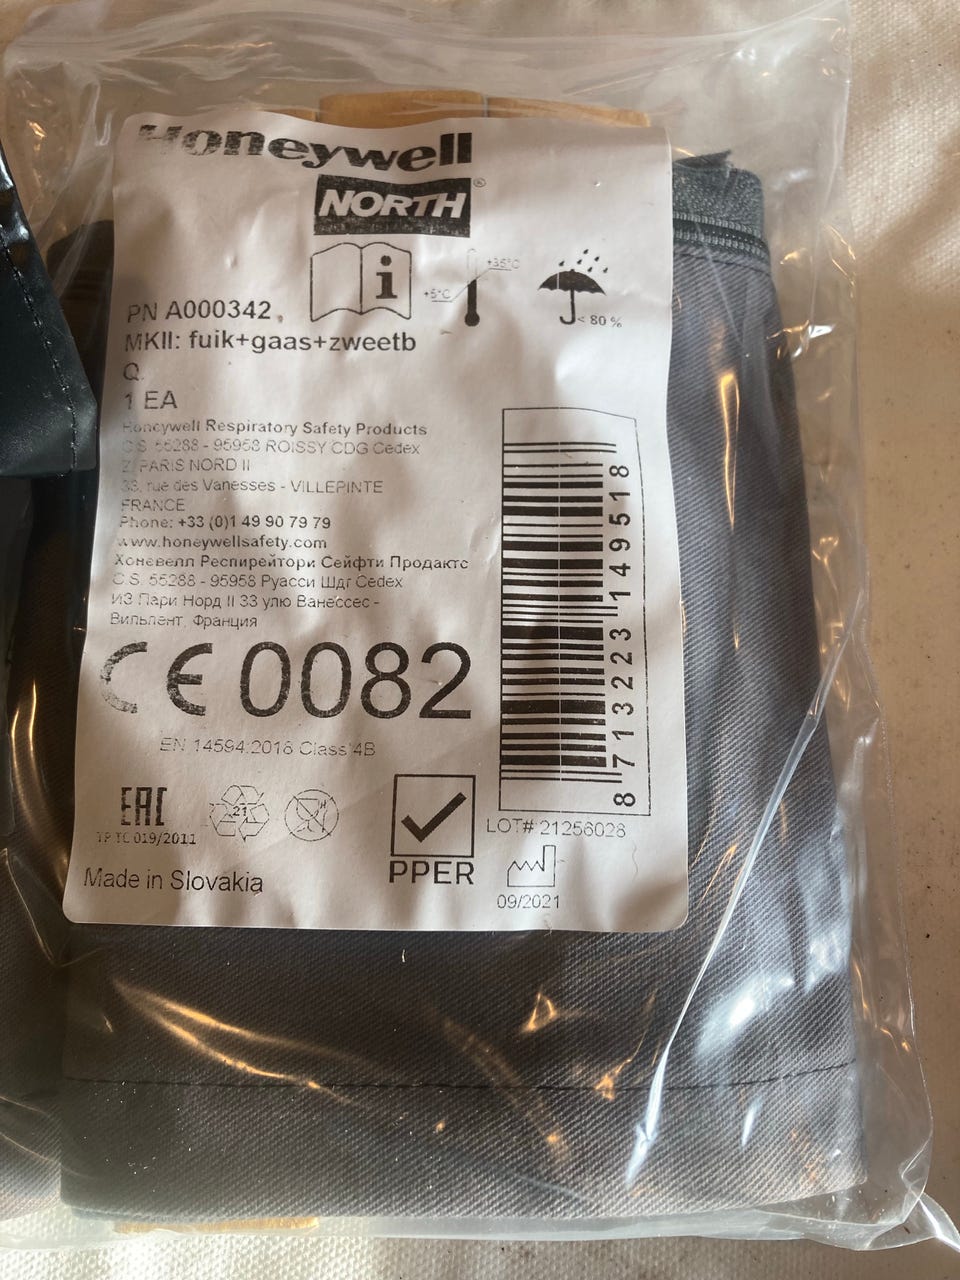 Honeywell
NORTH®
i
+35°C
+5°C
< 80 %
PN A000342
MKII: fuik+gaas+zweetb
Q.
1 EA
Honeywell Respiratory Safety Products
C.S. 55288 - 95958 ROISSY CDG Cedex
ZI PARIS NORD II
33, rue des Vanesses - VILLEPINTE
FRANCE
Phone: +33 (0)1 49 90 79 79
www.honeywellsafety.com
Хоневелл Респирейтори Сейфти Продактс
C.S. 55288 - 95958 Руасси Шдг Cedex
ИЗ Пари Норд II 33 улю Ванессес -
Вильпент, Франция
CE 0082
EN 14594:2018 Class 4B
8 713223 149518
EAC
TP TC 019/2011
21
PPER
LOT# 21256028
09/2021
Made in Slovakia